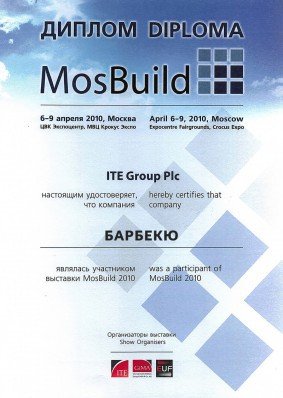 ДИПЛОМ DIPLOMA
MosBuild
6–9 апреля 2010, Москва
ЦВК Экспоцентр, МВЦ Крокус Экспо
April 6–9, 2010, Moscow
Expocentre Fairgrounds, Crocus Expo
ITE Group Plc
настоящим удостоверяет,
что компания
hereby certifies that
company
БАРБЕКЮ
являлась участником
выставки MosBuild 2010
was a participant of
MosBuild 2010
Организаторы выставки
Show Organisers
ITE
GiMA
EUF